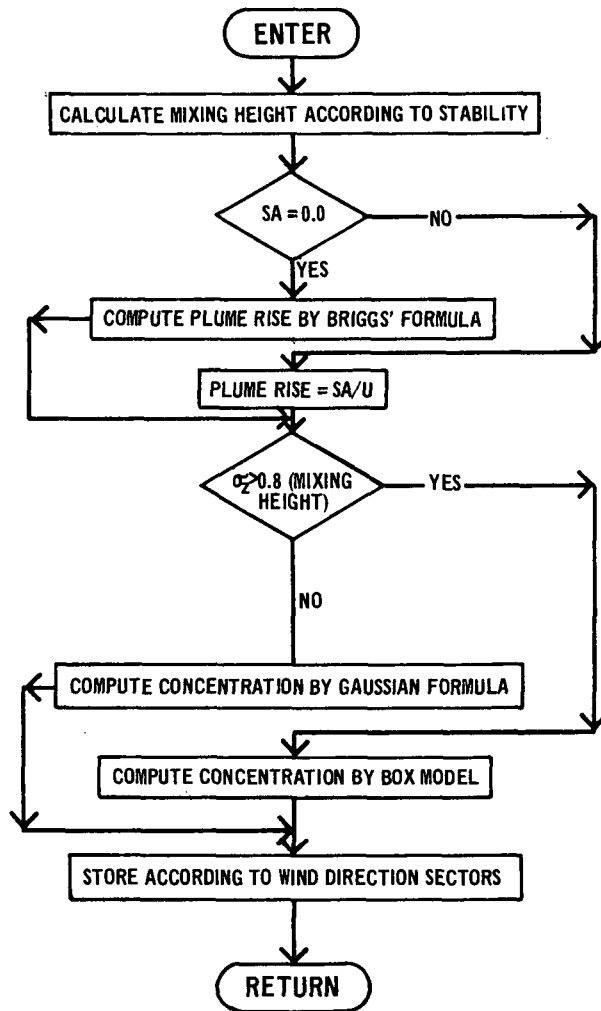 ENTER
CALCULATE MIXING HEIGHT ACCORDING TO STABILITY
SA = 0.0
NO
YES
COMPUTE PLUME RISE BY BRIGGS' FORMULA
PLUME RISE = SA/U
σz>0.8 (MIXING
HEIGHT)
YES
NO
COMPUTE CONCENTRATION BY GAUSSIAN FORMULA
COMPUTE CONCENTRATION BY BOX MODEL
STORE ACCORDING TO WIND DIRECTION SECTORS
RETURN